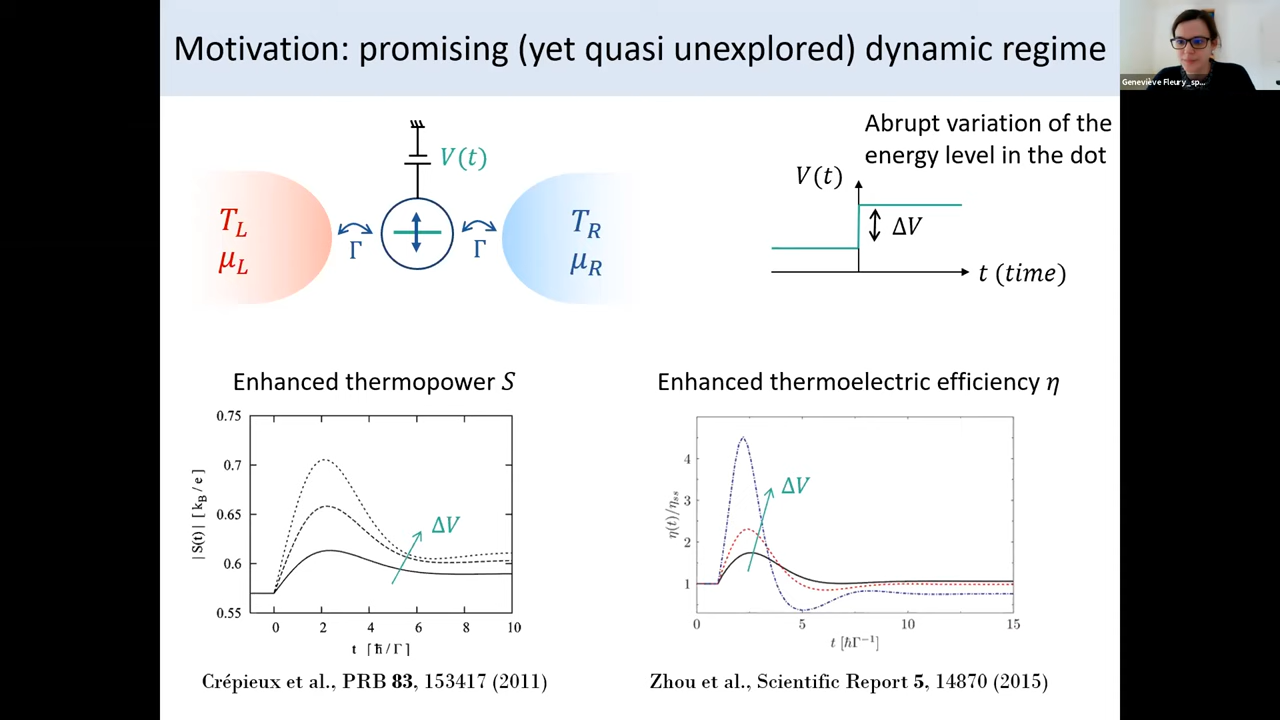 Motivation: promising (yet quasi unexplored) dynamic regime
Geneviève Fleury_sp...
V(t)
T_L
μ_L
Γ
Γ
T_R
μ_R
Abrupt variation of the
energy level in the dot
V(t)
ΔV
t (time)
Enhanced thermopower S
0.75
0.7
0.65
0.6
0.55
|S(t)| [k_B/e]
ΔV
0 2 4 6 8 10
t [ħ/Γ]
Crépieux et al., PRB 83, 153417 (2011)
Enhanced thermoelectric efficiency η
4
3
2
1
η(t)/η_ss
ΔV
0 5 10 15
t [ħΓ⁻¹]
Zhou et al., Scientific Report 5, 14870 (2015)